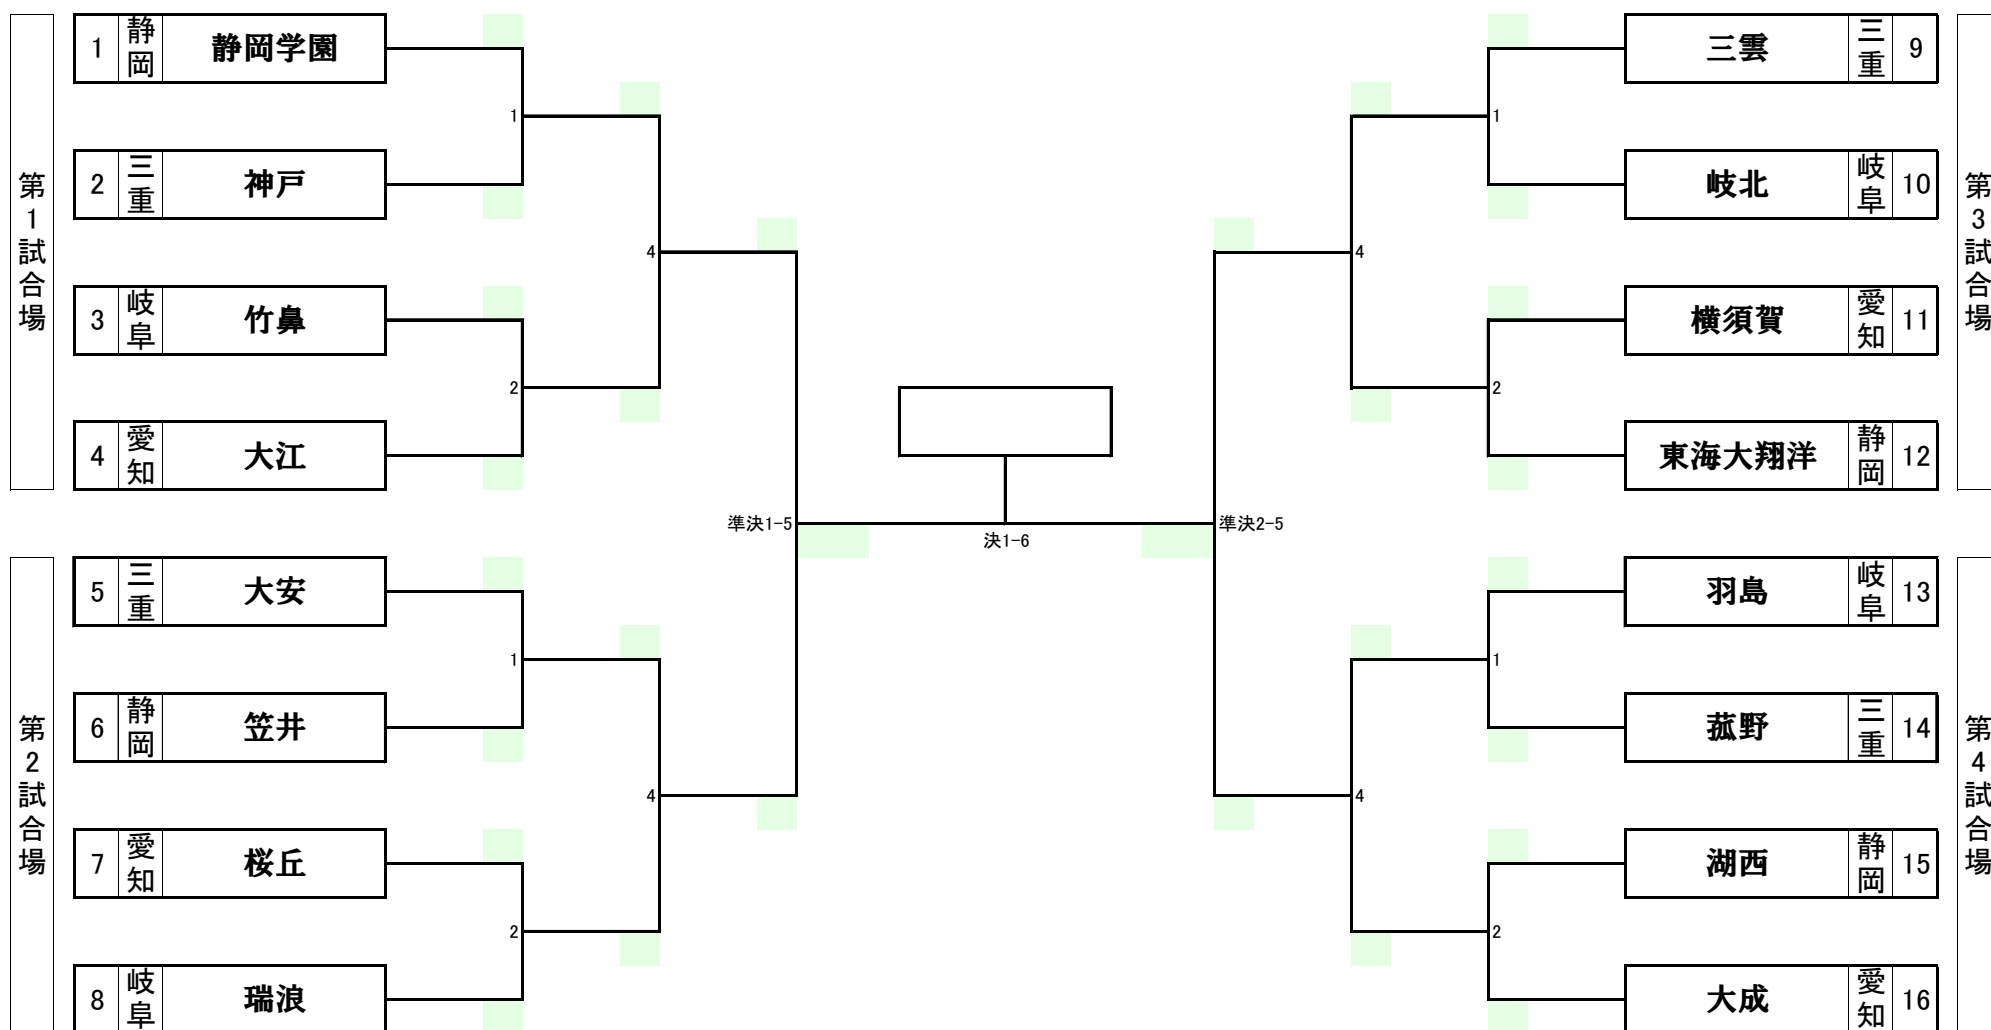 第1試合場
1 静岡 静岡学園
1
2 三重 神戸
4
3 岐阜 竹鼻
2
4 愛知 大江
準決1-5
第2試合場
5 三重 大安
1
6 静岡 笠井
4
7 愛知 桜丘
2
8 岐阜 瑞浪
決1-6
三雲 三重 9
1
岐北 岐阜 10
4
横須賀 愛知 11
2
東海大翔洋 静岡 12
第3試合場
準決2-5
羽島 岐阜 13
1
菰野 三重 14
4
湖西 静岡 15
2
大成 愛知 16
第4試合場